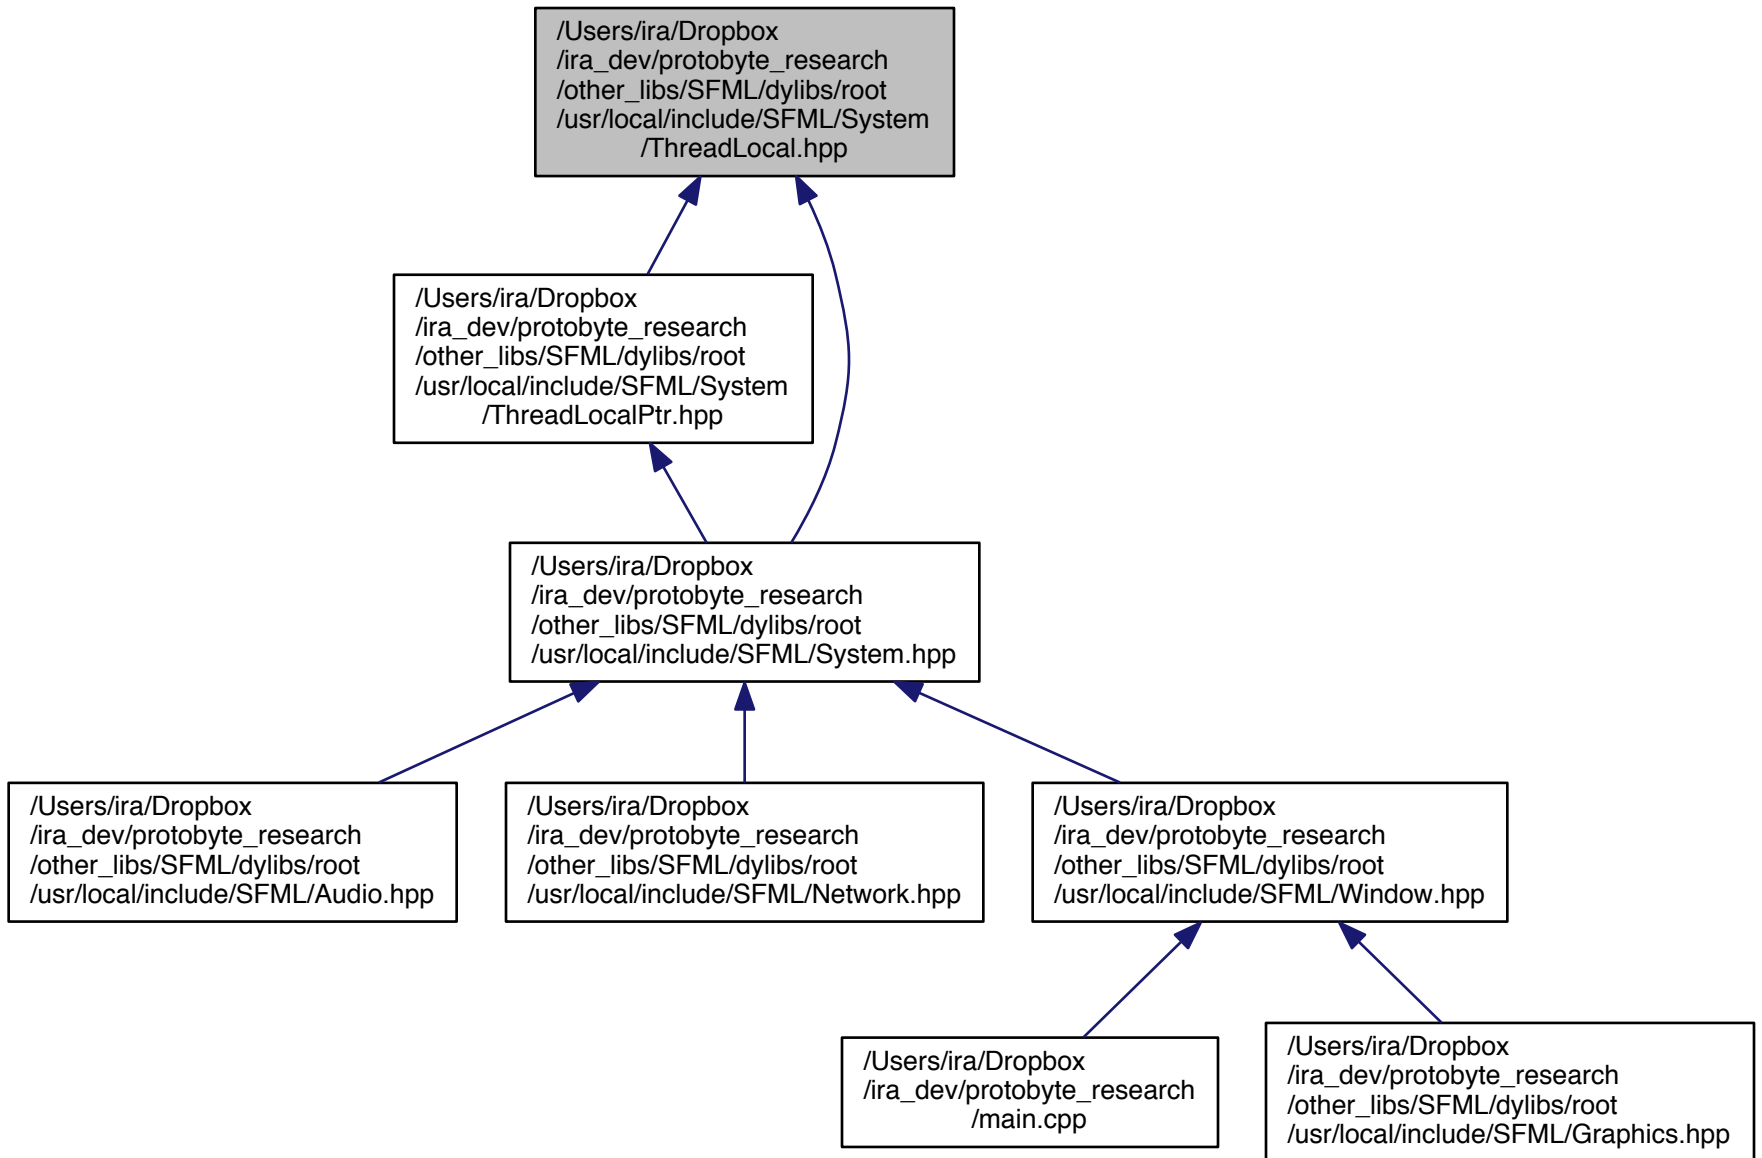 /Users/ira/Dropbox
/ira_dev/protobyte_research
/other_libs/SFML/dylibs/root
/usr/local/include/SFML/System
/ThreadLocal.hpp
/Users/ira/Dropbox
/ira_dev/protobyte_research
/other_libs/SFML/dylibs/root
/usr/local/include/SFML/System
/ThreadLocalPtr.hpp
/Users/ira/Dropbox
/ira_dev/protobyte_research
/other_libs/SFML/dylibs/root
/usr/local/include/SFML/System.hpp
/Users/ira/Dropbox
/ira_dev/protobyte_research
/other_libs/SFML/dylibs/root
/usr/local/include/SFML/Audio.hpp
/Users/ira/Dropbox
/ira_dev/protobyte_research
/other_libs/SFML/dylibs/root
/usr/local/include/SFML/Network.hpp
/Users/ira/Dropbox
/ira_dev/protobyte_research
/other_libs/SFML/dylibs/root
/usr/local/include/SFML/Window.hpp
/Users/ira/Dropbox
/ira_dev/protobyte_research
/main.cpp
/Users/ira/Dropbox
/ira_dev/protobyte_research
/other_libs/SFML/dylibs/root
/usr/local/include/SFML/Graphics.hpp